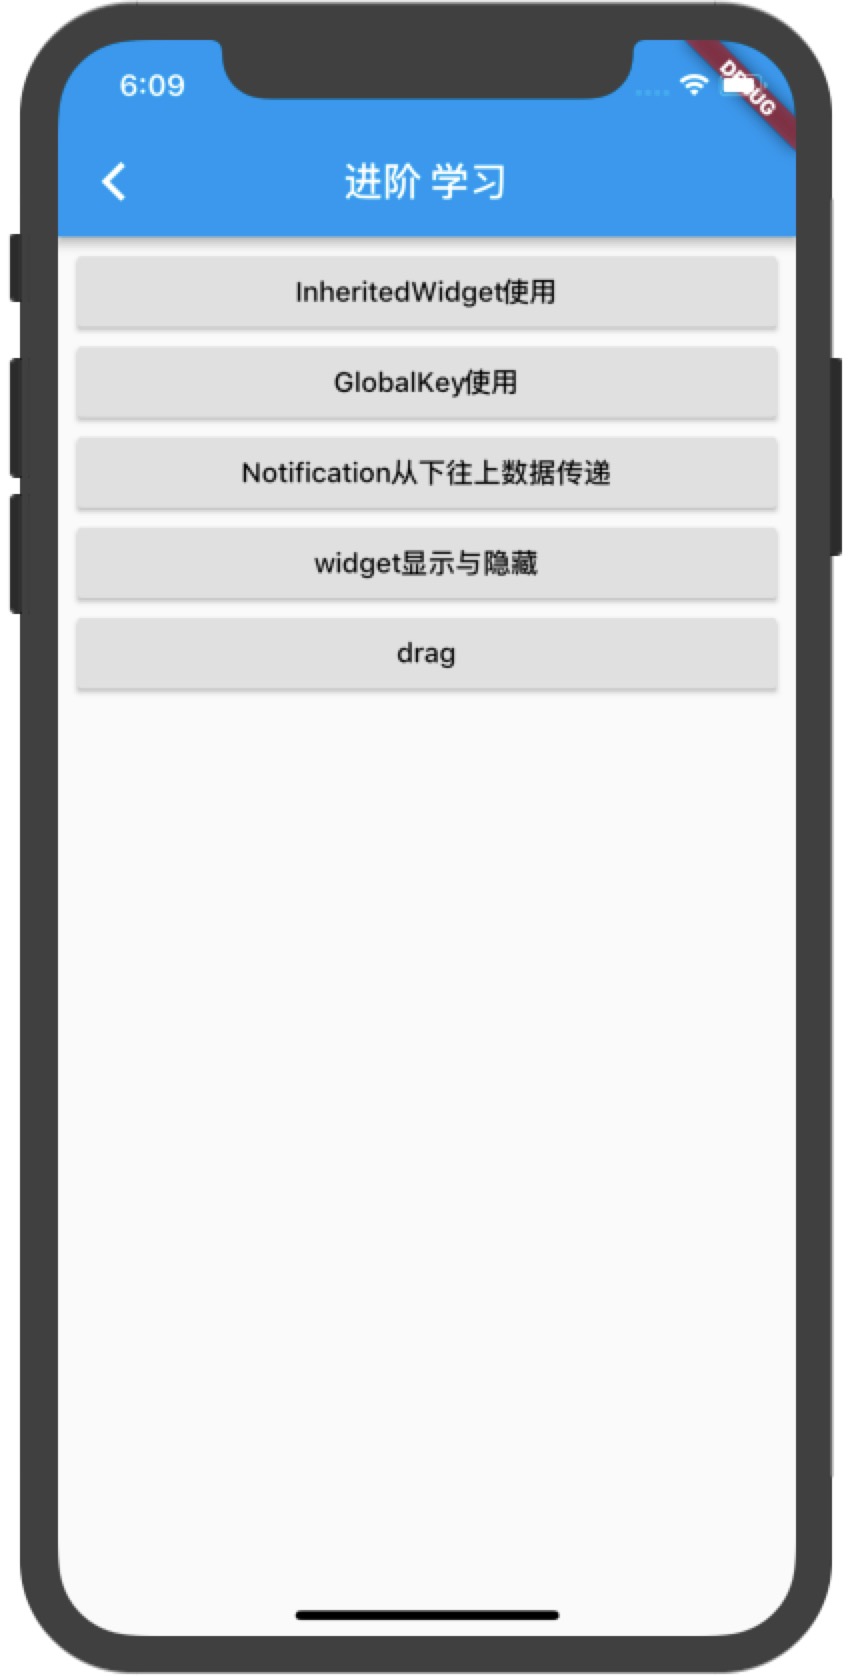 6:09
DEBUG
进阶 学习
InheritedWidget使用
GlobalKey使用
Notification从下往上数据传递
widget显示与隐藏
drag